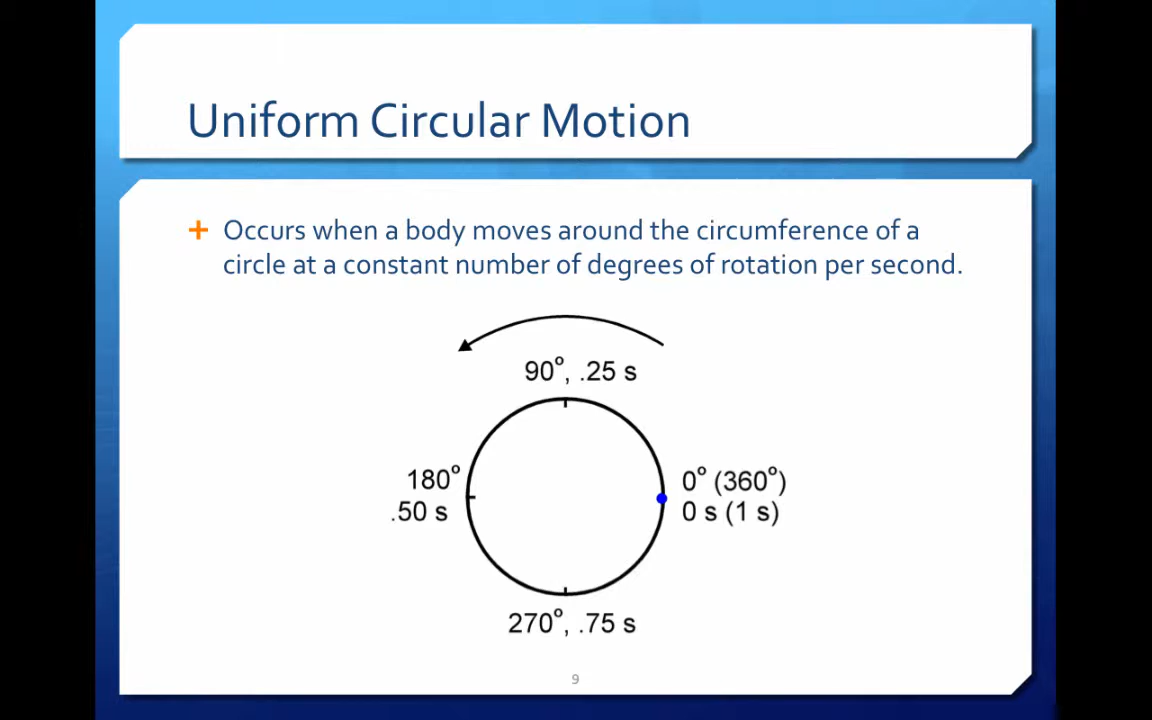 Uniform Circular Motion
Occurs when a body moves around the circumference of a
circle at a constant number of degrees of rotation per second.
90°, .25 s
180°
.50 s
0° (360°)
0 s (1 s)
270°, .75 s
9